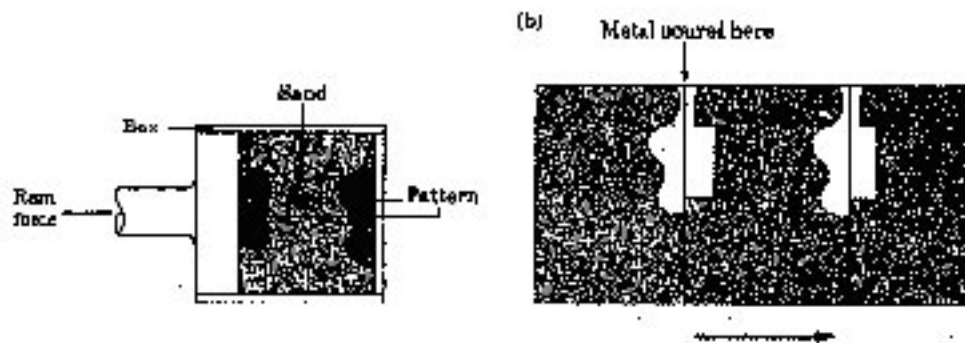 (b)
Metal poured here
Sand
Box
Ram
force
Pattern